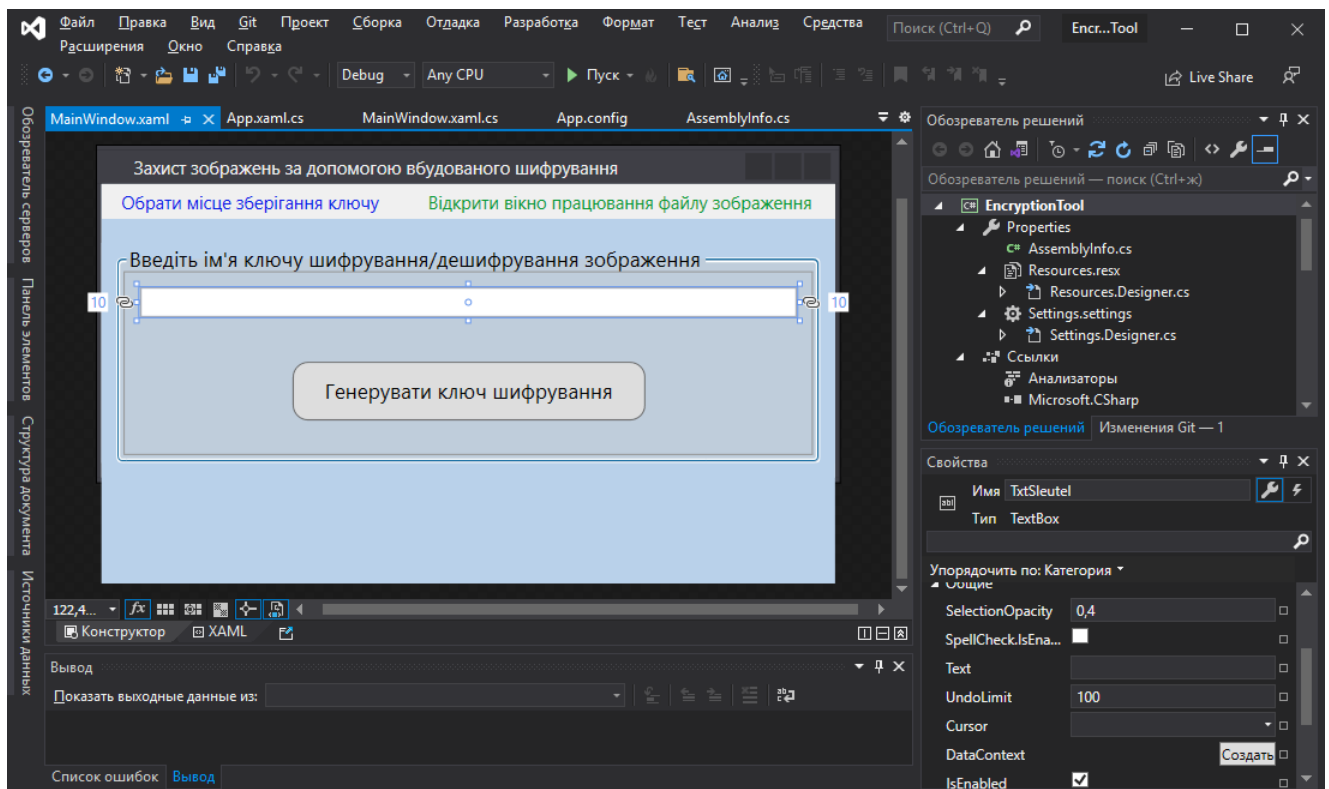 Файл Правка Вид Git Проект Сборка Отладка Разработка Формат Тест Анализ Средства
Поиск (Ctrl+Q)
Encr...Tool
Расширения Окно Справка
Debug
Any CPU
Пуск
Live Share
MainWindow.xaml
App.xaml.cs
MainWindow.xaml.cs
App.config
AssemblyInfo.cs
Обозреватель серверов
Панель элементов
Структура документа
Источники данных
Захист зображень за допомогою вбудованого шифрування
Обрати місце зберігання ключу
Відкрити вікно працювання файлу зображення
Введіть ім'я ключу шифрування/дешифрування зображення
10
10
Генерувати ключ шифрування
122,4...
fx
Конструктор
XAML
Вывод
Показать выходные данные из:
Список ошибок
Вывод
Обозреватель решений
Обозреватель решений — поиск (Ctrl+ж)
C# EncryptionTool
Properties
C# AssemblyInfo.cs
Resources.resx
Resources.Designer.cs
Settings.settings
Settings.Designer.cs
Ссылки
Анализаторы
Microsoft.CSharp
Обозреватель решений
Изменения Git — 1
Свойства
abl
Имя TxtSleutel
Тип TextBox
Упорядочить по: Категория
Общие
SelectionOpacity 0,4
SpellCheck.IsEna...
Text
UndoLimit 100
Cursor
DataContext Создать
IsEnabled